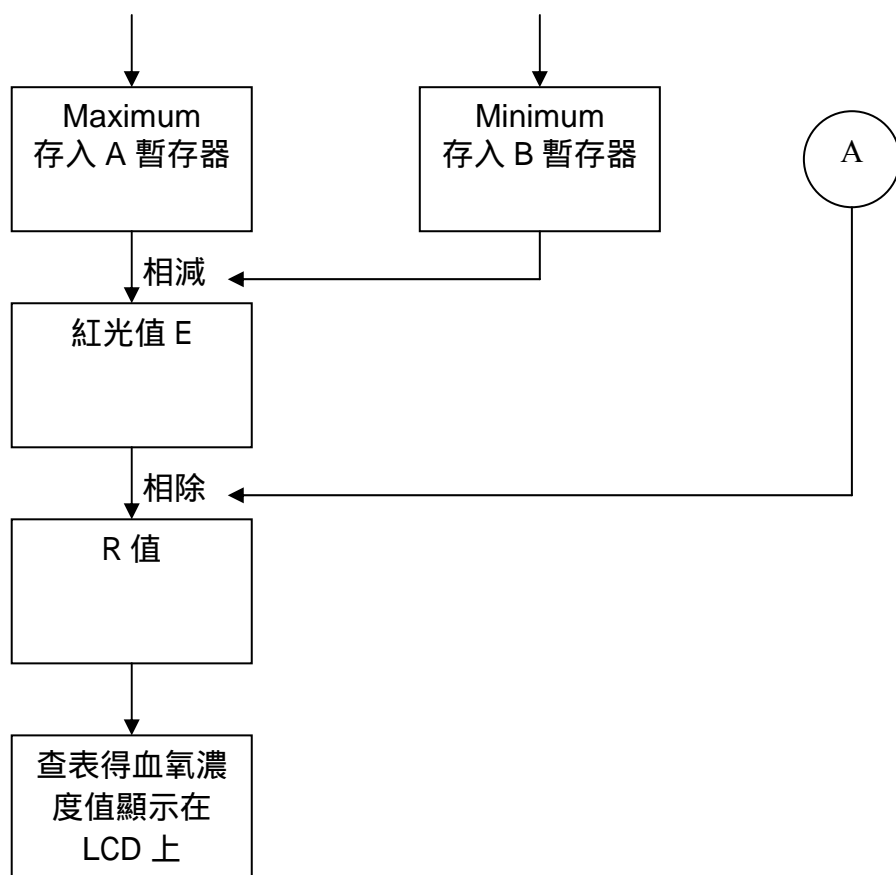 Maximum
存入 A 暫存器
Minimum
存入 B 暫存器
A
相減
紅光值 E
相除
R 值
查表得血氧濃
度值顯示在
LCD 上